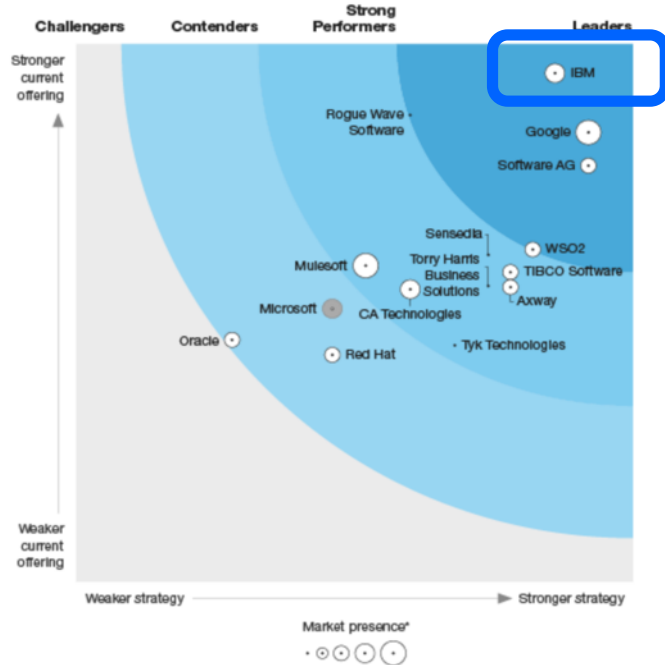 Challengers
Contenders
Strong
Performers
Leaders
Stronger
current
offering
IBM
Rogue Wave
Software
Google
Software AG
Sensedia
WSO2
Torry Harris
Business
Solutions
TIBCO Software
Mulesoft
Axway
Microsoft
CA Technologies
Oracle
Red Hat
Tyk Technologies
Weaker
current
offering
Weaker strategy
Stronger strategy
Market presence*